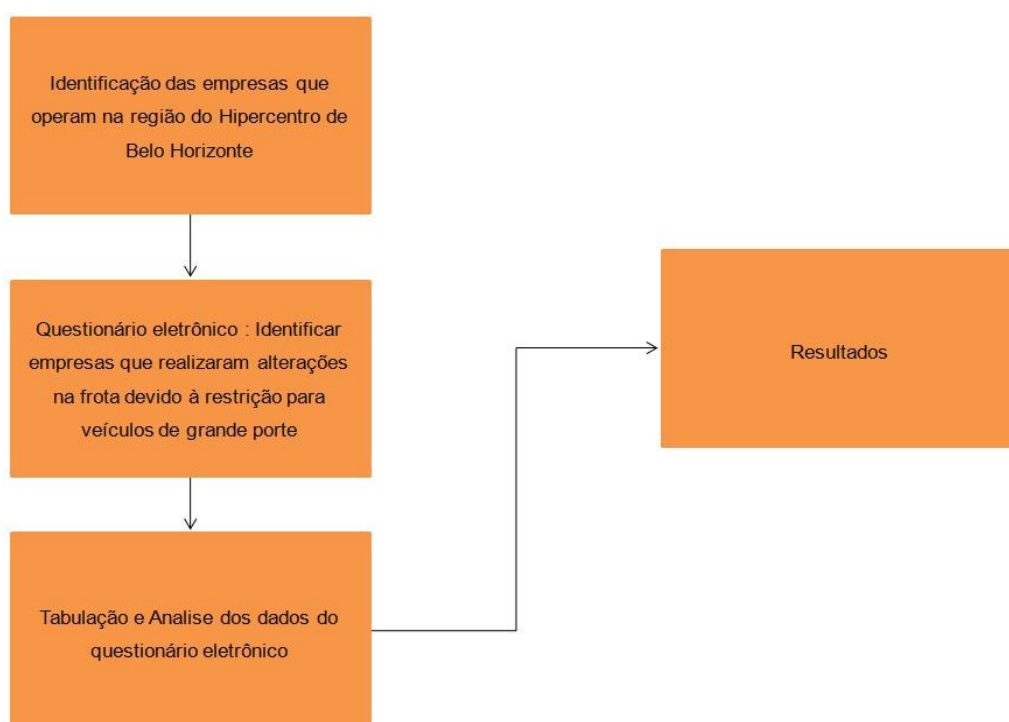 Identificação das empresas que
operam na região do Hipercentro de
Belo Horizonte
Questionário eletrônico : Identificar
empresas que realizaram alterações
na frota devido à restrição para
veículos de grande porte
Tabulação e Analise dos dados do
questionário eletrônico
Resultados